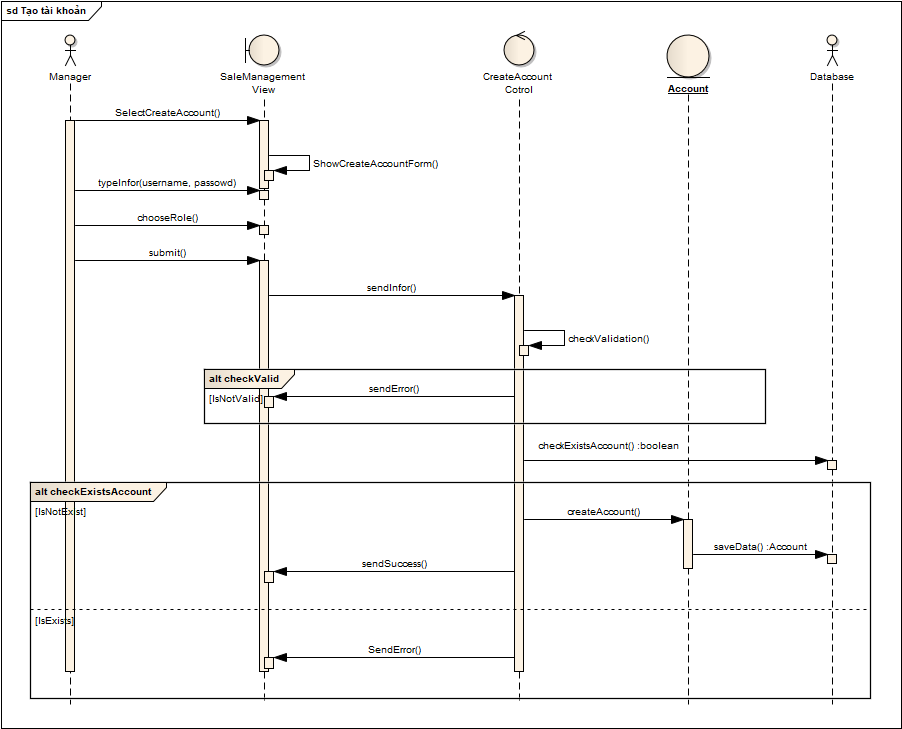 sd Tạo tài khoản
Manager
SaleManagement
View
CreateAccount
Cotrol
Account
Database
SelectCreateAccount()
ShowCreateAccountForm()
typeInfor(username, passowd)
chooseRole()
submit()
sendInfor()
checkValidation()
alt checkValid
[IsNotValid]
sendError()
checkExistsAccount() :boolean
alt checkExistsAccount
[IsNotExist]
createAccount()
saveData() :Account
sendSuccess()
[IsExists]
SendError()